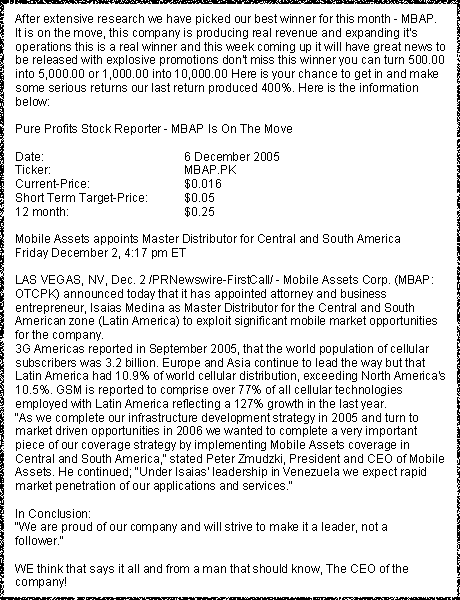 After extensive research we have picked our best winner for this month - MBAP.
It is on the move, this company is producing real revenue and expanding it's
operations this is a real winner and this week coming up it will have great news to
be released with explosive promotions don't miss this winner you can turn 500.00
into 5,000.00 or 1,000.00 into 10,000.00 Here is your chance to get in and make
some serious returns our last return produced 400%. Here is the information
below:
Pure Profits Stock Reporter - MBAP Is On The Move
Date: 6 December 2005
Ticker: MBAP.PK
Current-Price: $0.016
Short Term Target-Price: $0.05
12 month: $0.25
Mobile Assets appoints Master Distributor for Central and South America
Friday December 2, 4:17 pm ET
LAS VEGAS, NV, Dec. 2 /PRNewswire-FirstCall/ - Mobile Assets Corp. (MBAP:
OTCPK) announced today that it has appointed attorney and business
entrepreneur, Isaias Medina as Master Distributor for the Central and South
American zone (Latin America) to exploit significant mobile market opportunities
for the company.
3G Americas reported in September 2005, that the world population of cellular
subscribers was 3.2 billion. Europe and Asia continue to lead the way but that
Latin America had 10.9% of world cellular distribution, exceeding North America's
10.5%. GSM is reported to comprise over 77% of all cellular technologies
employed with Latin America reflecting a 127% growth in the last year.
"As we complete our infrastructure development strategy in 2005 and turn to
market driven opportunities in 2006 we wanted to complete a very important
piece of our coverage strategy by implementing Mobile Assets coverage in
Central and South America," stated Peter Zmudzki, President and CEO of Mobile
Assets. He continued; "Under Isaias' leadership in Venezuela we expect rapid
market penetration of our applications and services."
In Conclusion:
"We are proud of our company and will strive to make it a leader, not a
follower."
WE think that says it all and from a man that should know, The CEO of the
company!